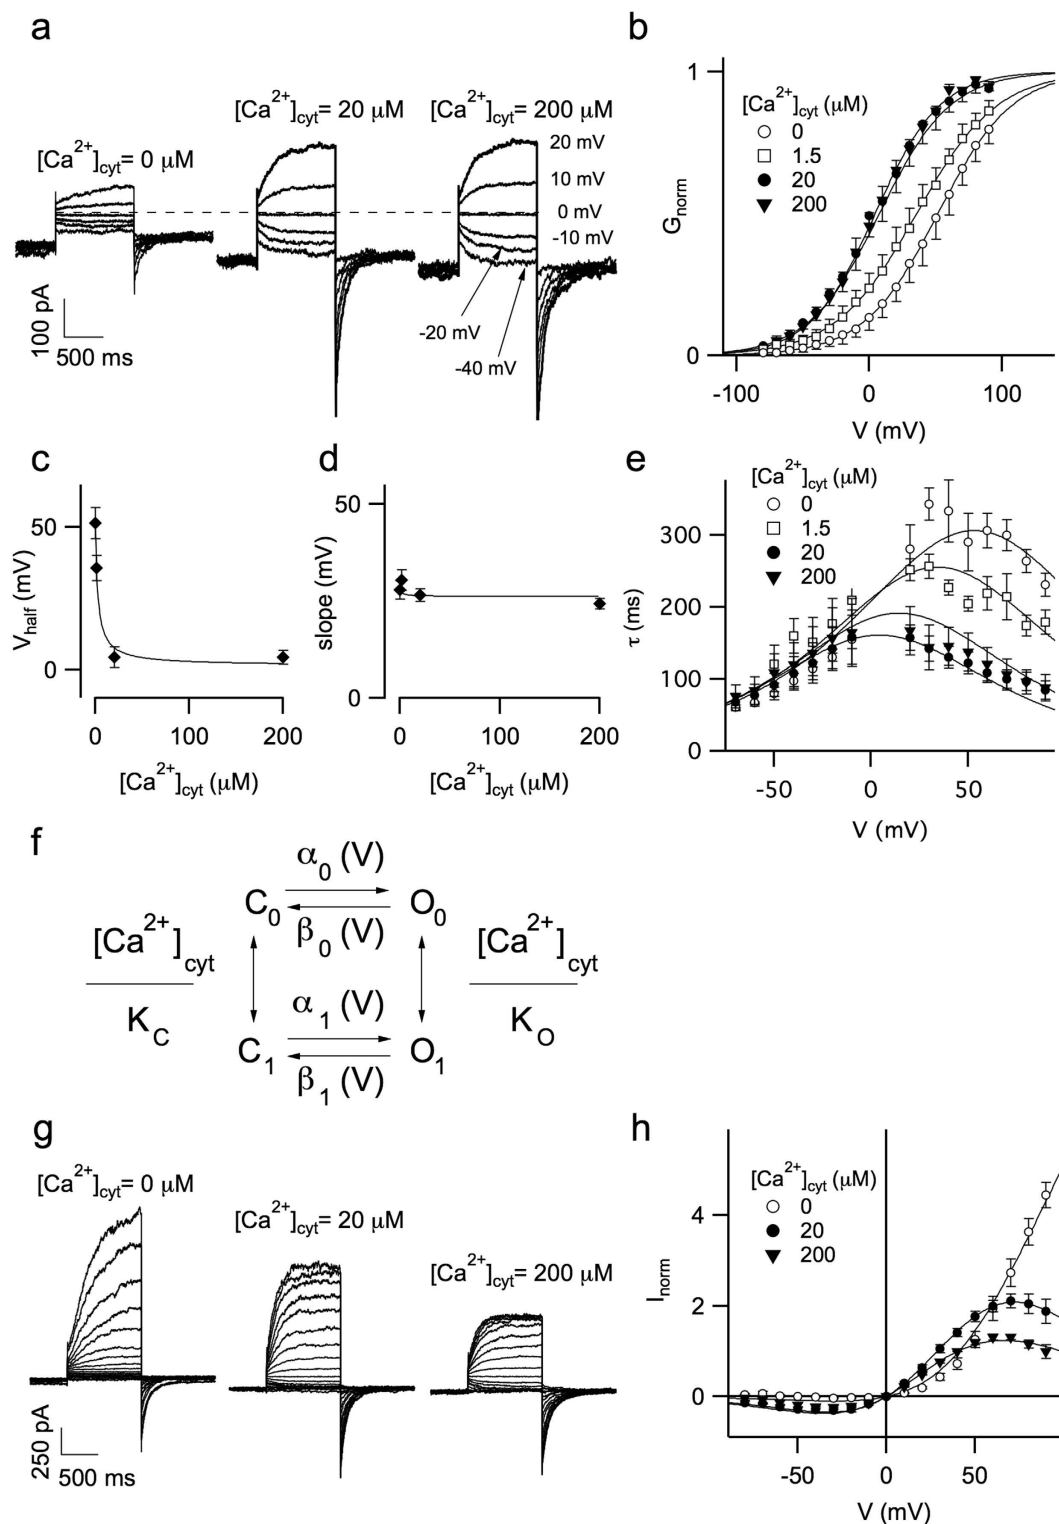 a
[Ca²⁺]cyt= 0 µM
[Ca²⁺]cyt= 20 µM
[Ca²⁺]cyt= 200 µM
20 mV
10 mV
0 mV
-10 mV
-20 mV
-40 mV
100 pA
500 ms
b
1
0
Gnorm
[Ca²⁺]cyt (µM)
0
1.5
20
200
-100
0
100
V (mV)
c
50
0
Vhalf (mV)
0
100
200
[Ca²⁺]cyt (µM)
d
50
0
slope (mV)
0
100
200
[Ca²⁺]cyt (µM)
e
[Ca²⁺]cyt (µM)
0
1.5
20
200
300
200
100
0
τ (ms)
-50
0
50
V (mV)
f
α₀ (V)
C₀
O₀
β₀ (V)
[Ca²⁺]cyt
KC
[Ca²⁺]cyt
KO
α₁ (V)
C₁
O₁
β₁ (V)
g
[Ca²⁺]cyt= 0 µM
[Ca²⁺]cyt= 20 µM
[Ca²⁺]cyt= 200 µM
250 pA
500 ms
h
[Ca²⁺]cyt (µM)
0
20
200
4
2
0
Inorm
-50
0
50
V (mV)